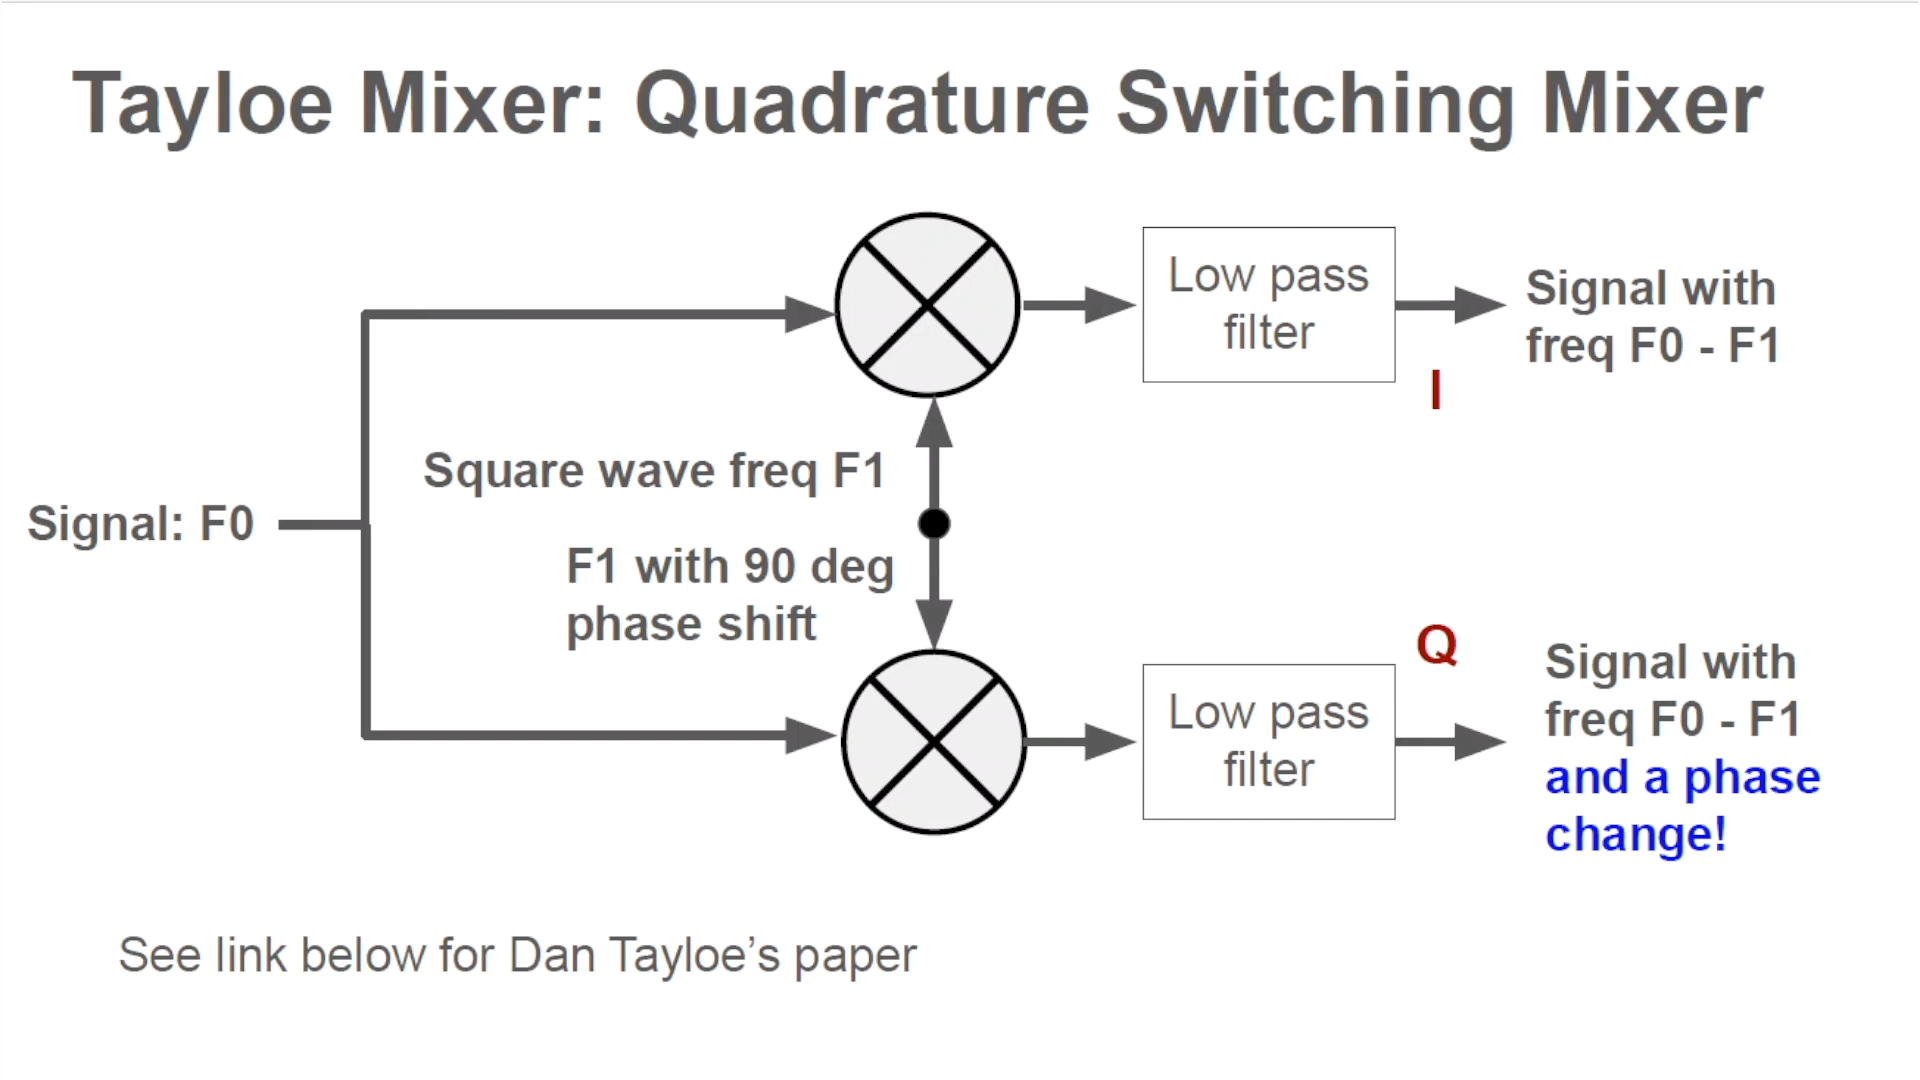 Tayloe Mixer: Quadrature Switching Mixer
Low pass
filter
Signal with
freq F0 - F1
I
Square wave freq F1
Signal: F0
F1 with 90 deg
phase shift
Q
Low pass
filter
Signal with
freq F0 - F1
and a phase
change!
See link below for Dan Tayloe’s paper